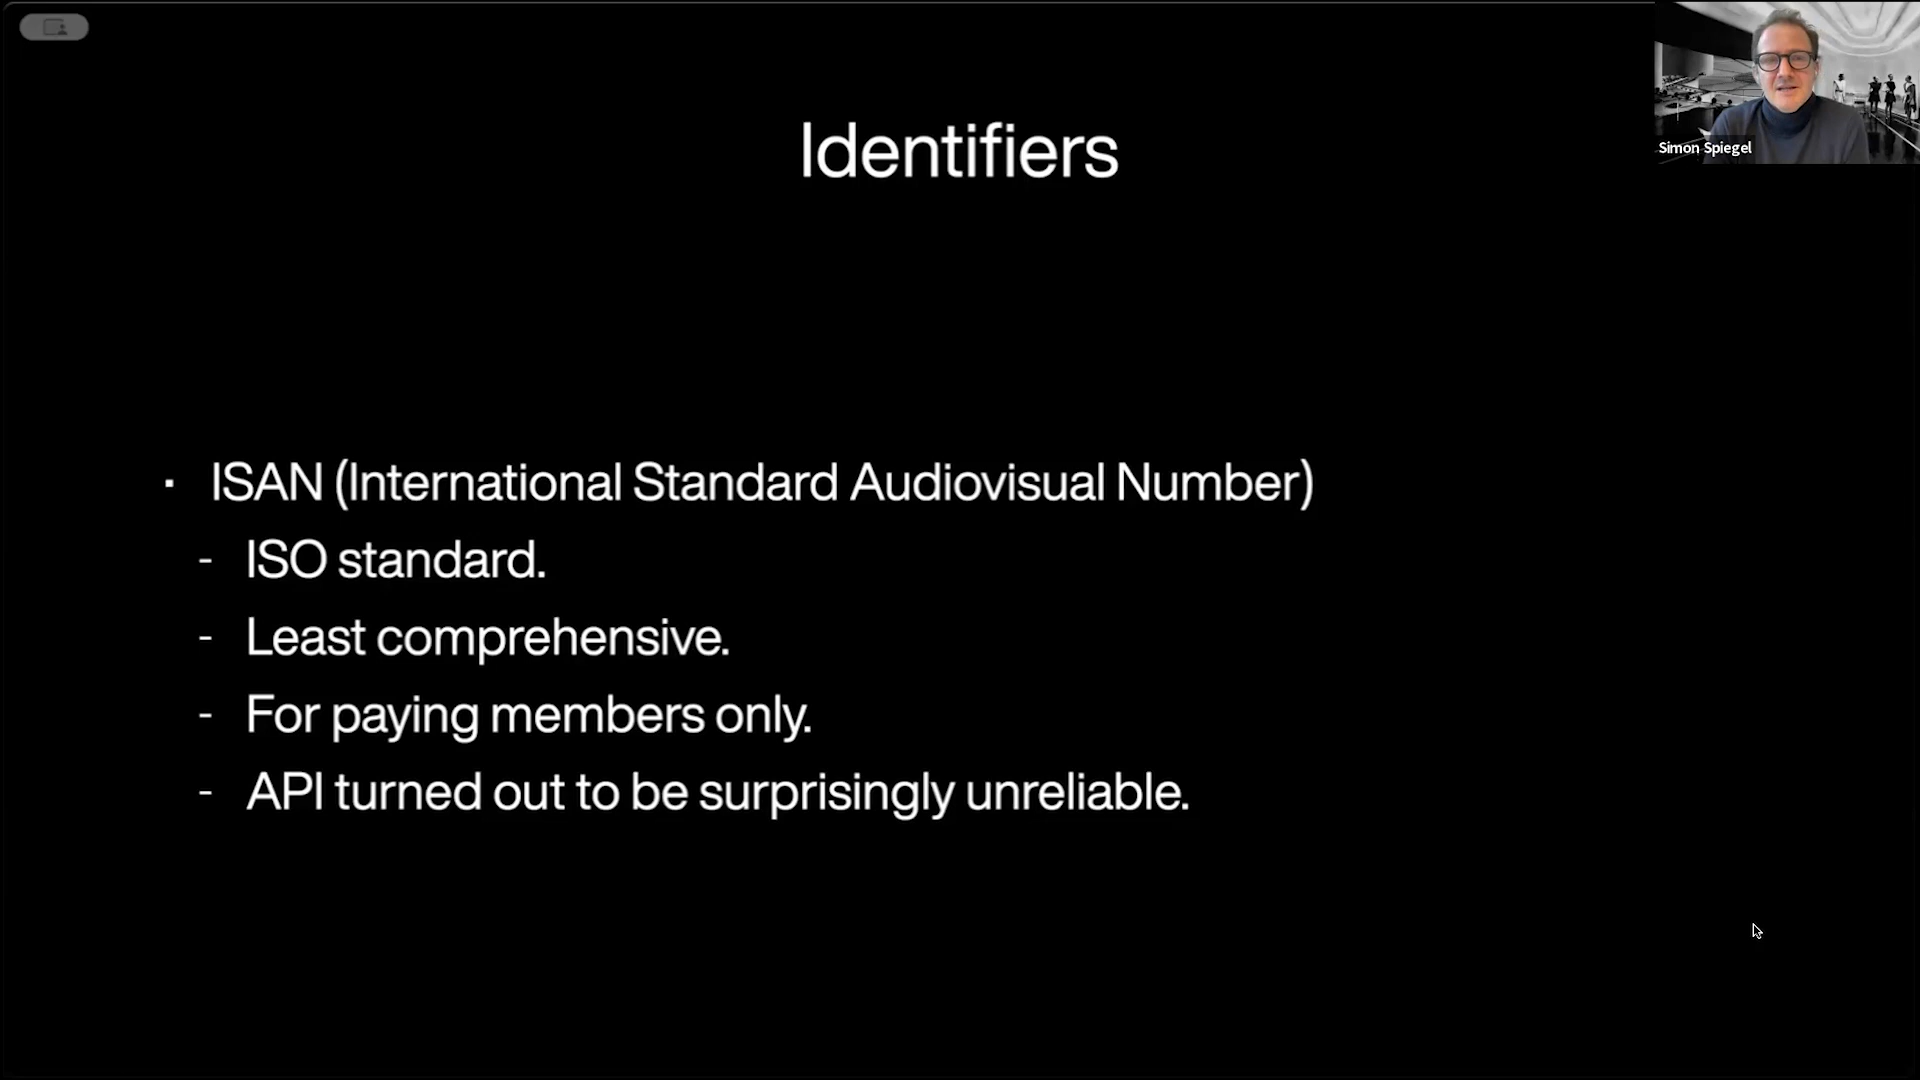 Identifiers
Simon Spiegel
· ISAN (International Standard Audiovisual Number)
- ISO standard.
- Least comprehensive.
- For paying members only.
- API turned out to be surprisingly unreliable.